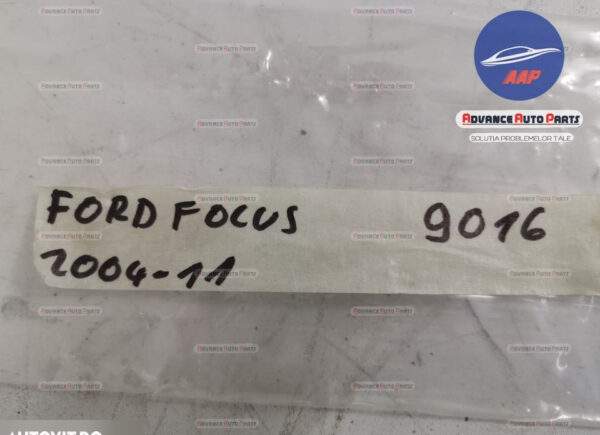 AAP
ADVANCE AUTO PARTS
SOLUTIA PROBLEMELOR TALE
FORD FOCUS 9016
2004-11